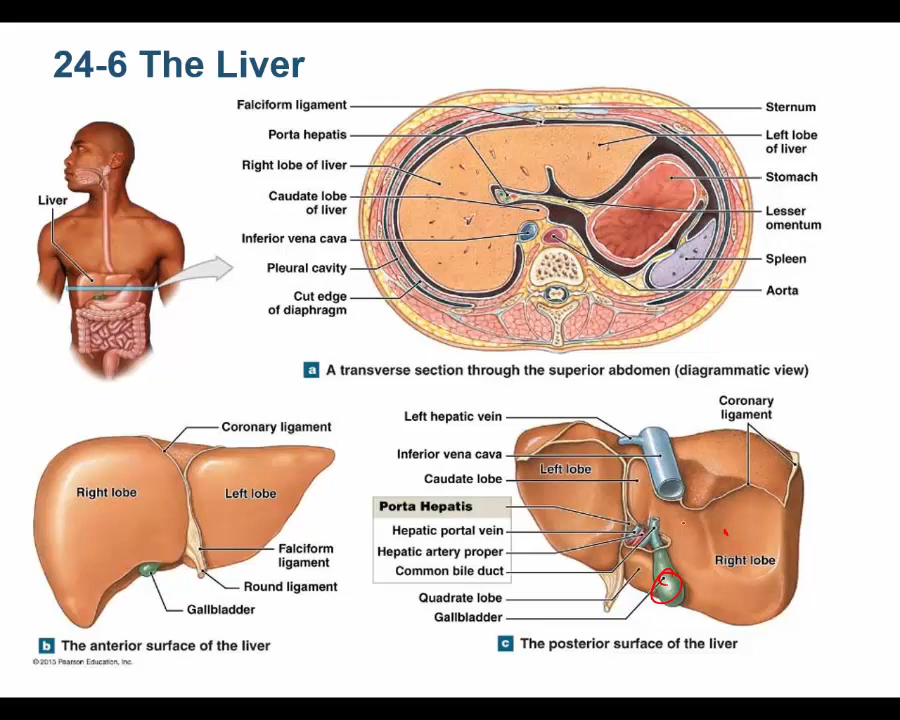 24-6 The Liver
Liver
Falciform ligament
Porta hepatis
Right lobe of liver
Caudate lobe
of liver
Inferior vena cava
Pleural cavity
Cut edge
of diaphragm
Sternum
Left lobe
of liver
Stomach
Lesser
omentum
Spleen
Aorta
a A transverse section through the superior abdomen (diagrammatic view)
Coronary ligament
Right lobe
Left lobe
Falciform
ligament
Round ligament
Gallbladder
b The anterior surface of the liver
© 2015 Pearson Education, Inc.
Left hepatic vein
Inferior vena cava
Caudate lobe
Porta Hepatis
Hepatic portal vein
Hepatic artery proper
Common bile duct
Quadrate lobe
Gallbladder
Coronary
ligament
Left lobe
Right lobe
c The posterior surface of the liver